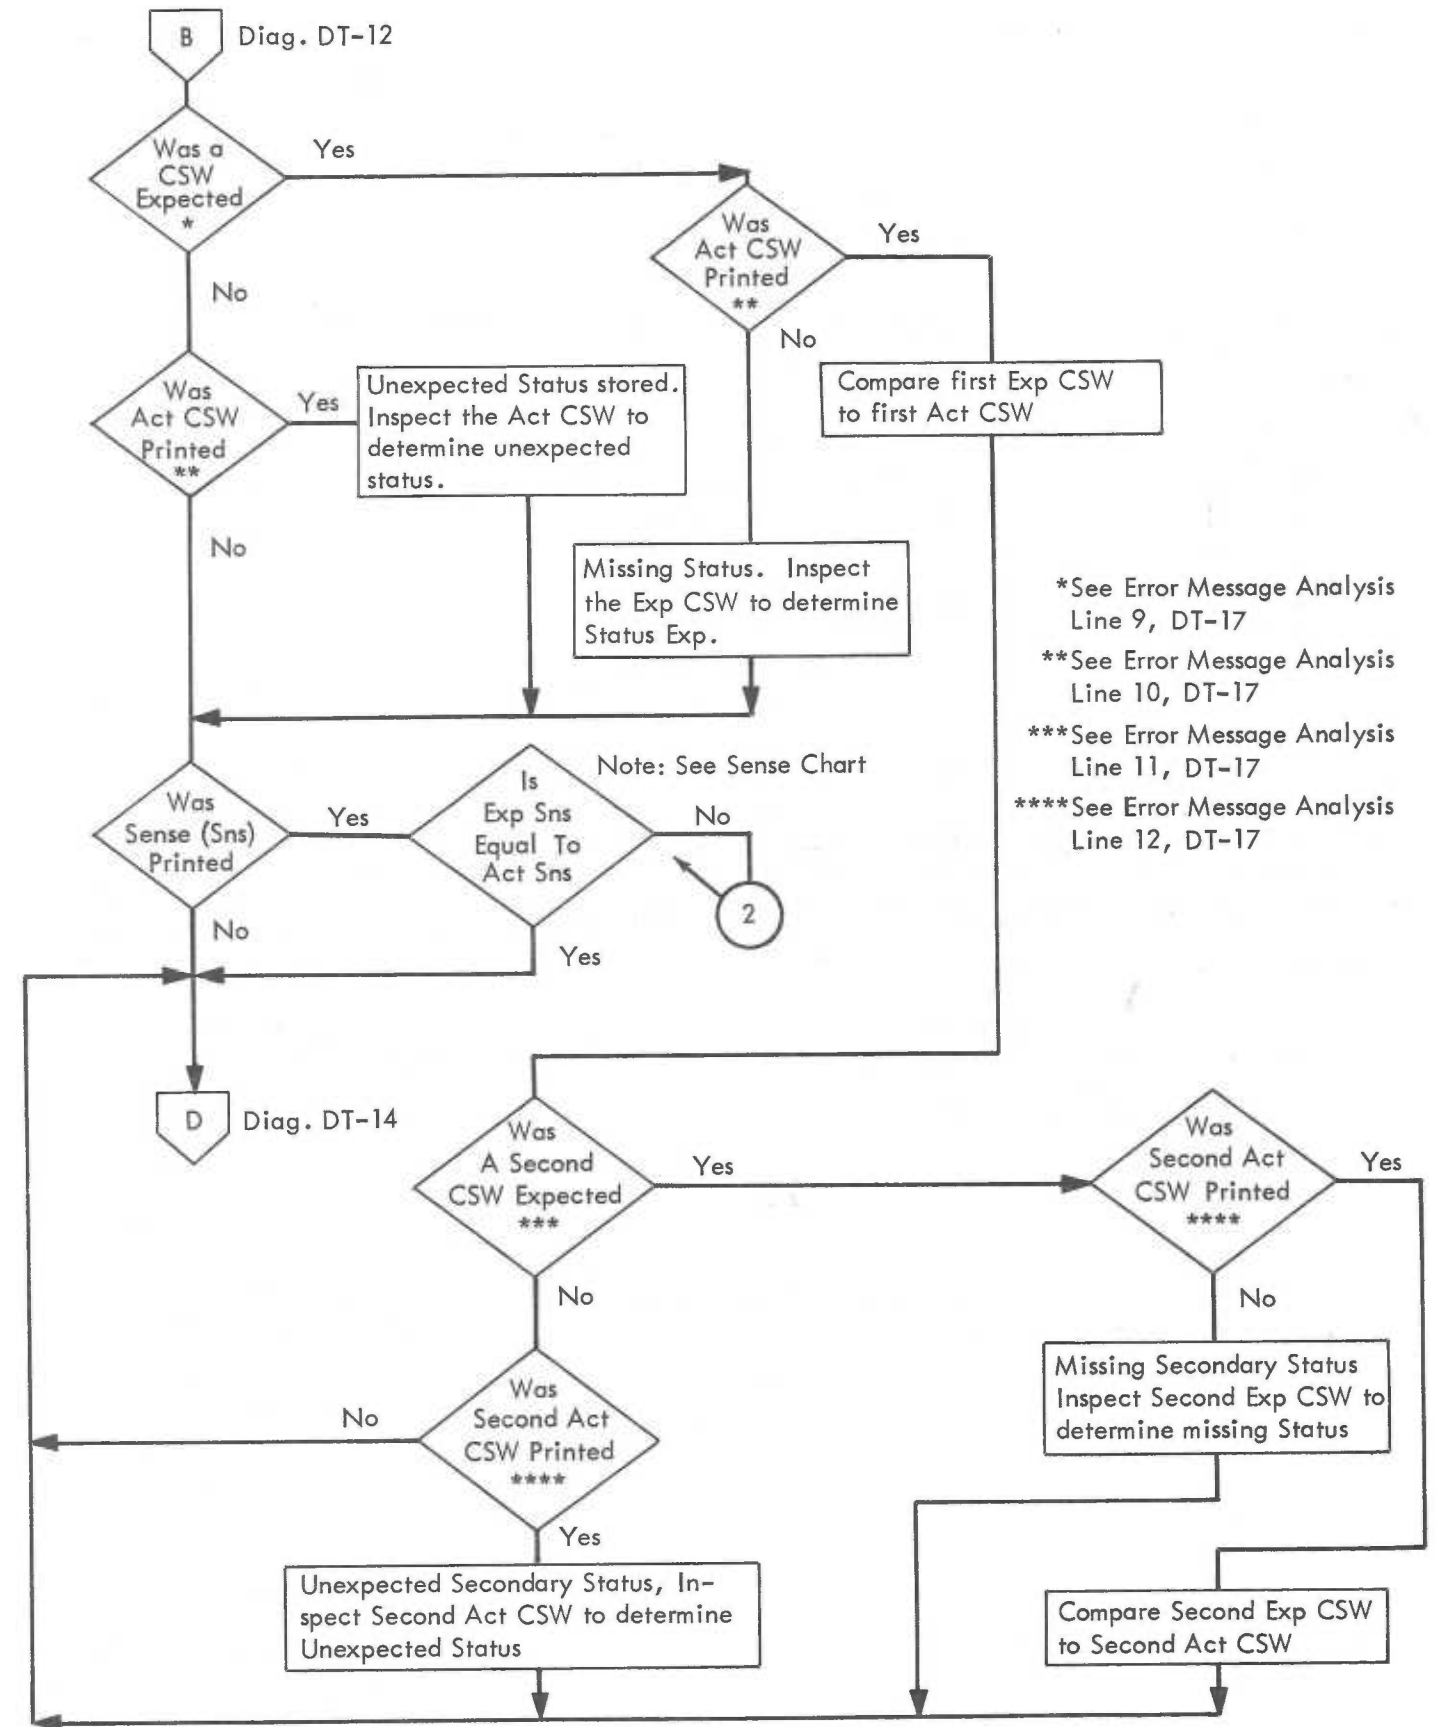 B Diag. DT-12
Was a
CSW
Expected
*
Yes
No
Was
Act CSW
Printed
**
Yes
No
Compare first Exp CSW
to first Act CSW
Was
Act CSW
Printed
**
Yes
No
Unexpected Status stored.
Inspect the Act CSW to
determine unexpected
status.
Missing Status. Inspect
the Exp CSW to determine
Status Exp.
*See Error Message Analysis
Line 9, DT-17
**See Error Message Analysis
Line 10, DT-17
***See Error Message Analysis
Line 11, DT-17
****See Error Message Analysis
Line 12, DT-17
Was
Sense (Sns)
Printed
Yes
No
Is
Exp Sns
Equal To
Act Sns
Note: See Sense Chart
No
2
Yes
D Diag. DT-14
Was
A Second
CSW Expected
***
Yes
No
Was
Second Act
CSW Printed
****
Yes
No
Missing Secondary Status
Inspect Second Exp CSW to
determine missing Status
Was
Second Act
CSW Printed
****
No
Yes
Unexpected Secondary Status, In-
spect Second Act CSW to determine
Unexpected Status
Compare Second Exp CSW
to Second Act CSW